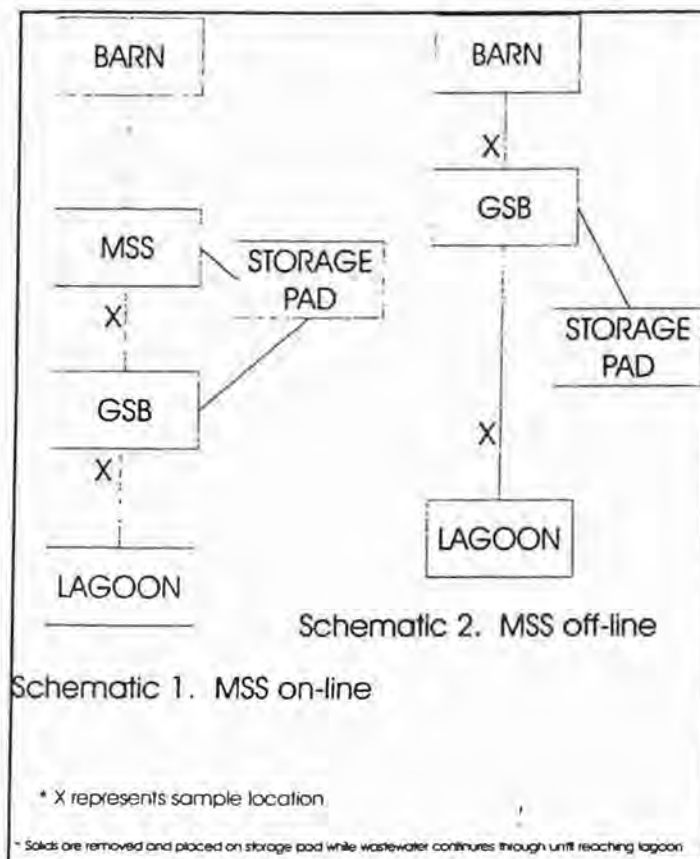 BARN
MSS
STORAGE
PAD
X
GSB
X
LAGOON
Schematic 1. MSS on-line
BARN
X
GSB
STORAGE
PAD
X
LAGOON
Schematic 2. MSS off-line
* X represents sample location
~ Solids are removed and placed on storage pad while wastewater continures through until reaching lagoon